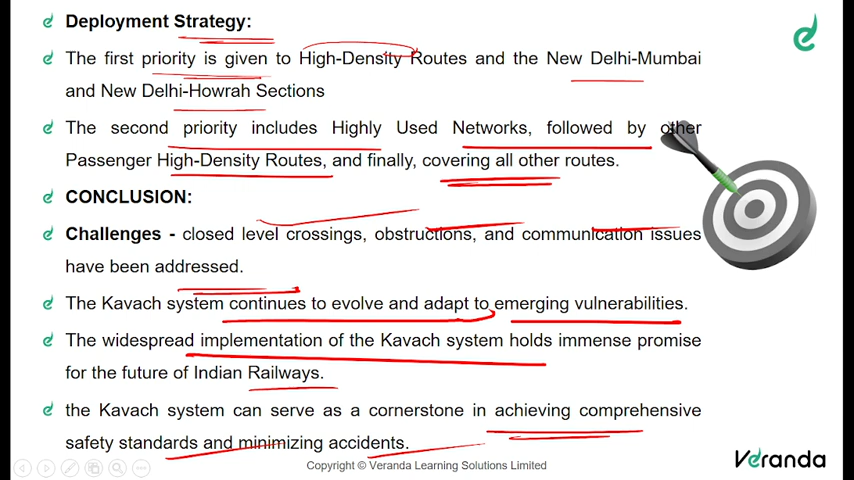 Deployment Strategy:
The first priority is given to High-Density Routes and the New Delhi-Mumbai
and New Delhi-Howrah Sections
The second priority includes Highly Used Networks, followed by other
Passenger High-Density Routes, and finally, covering all other routes.
CONCLUSION:
Challenges - closed level crossings, obstructions, and communication issues
have been addressed.
The Kavach system continues to evolve and adapt to emerging vulnerabilities.
The widespread implementation of the Kavach system holds immense promise
for the future of Indian Railways.
the Kavach system can serve as a cornerstone in achieving comprehensive
safety standards and minimizing accidents.
Copyright © Veranda Learning Solutions Limited
Veranda